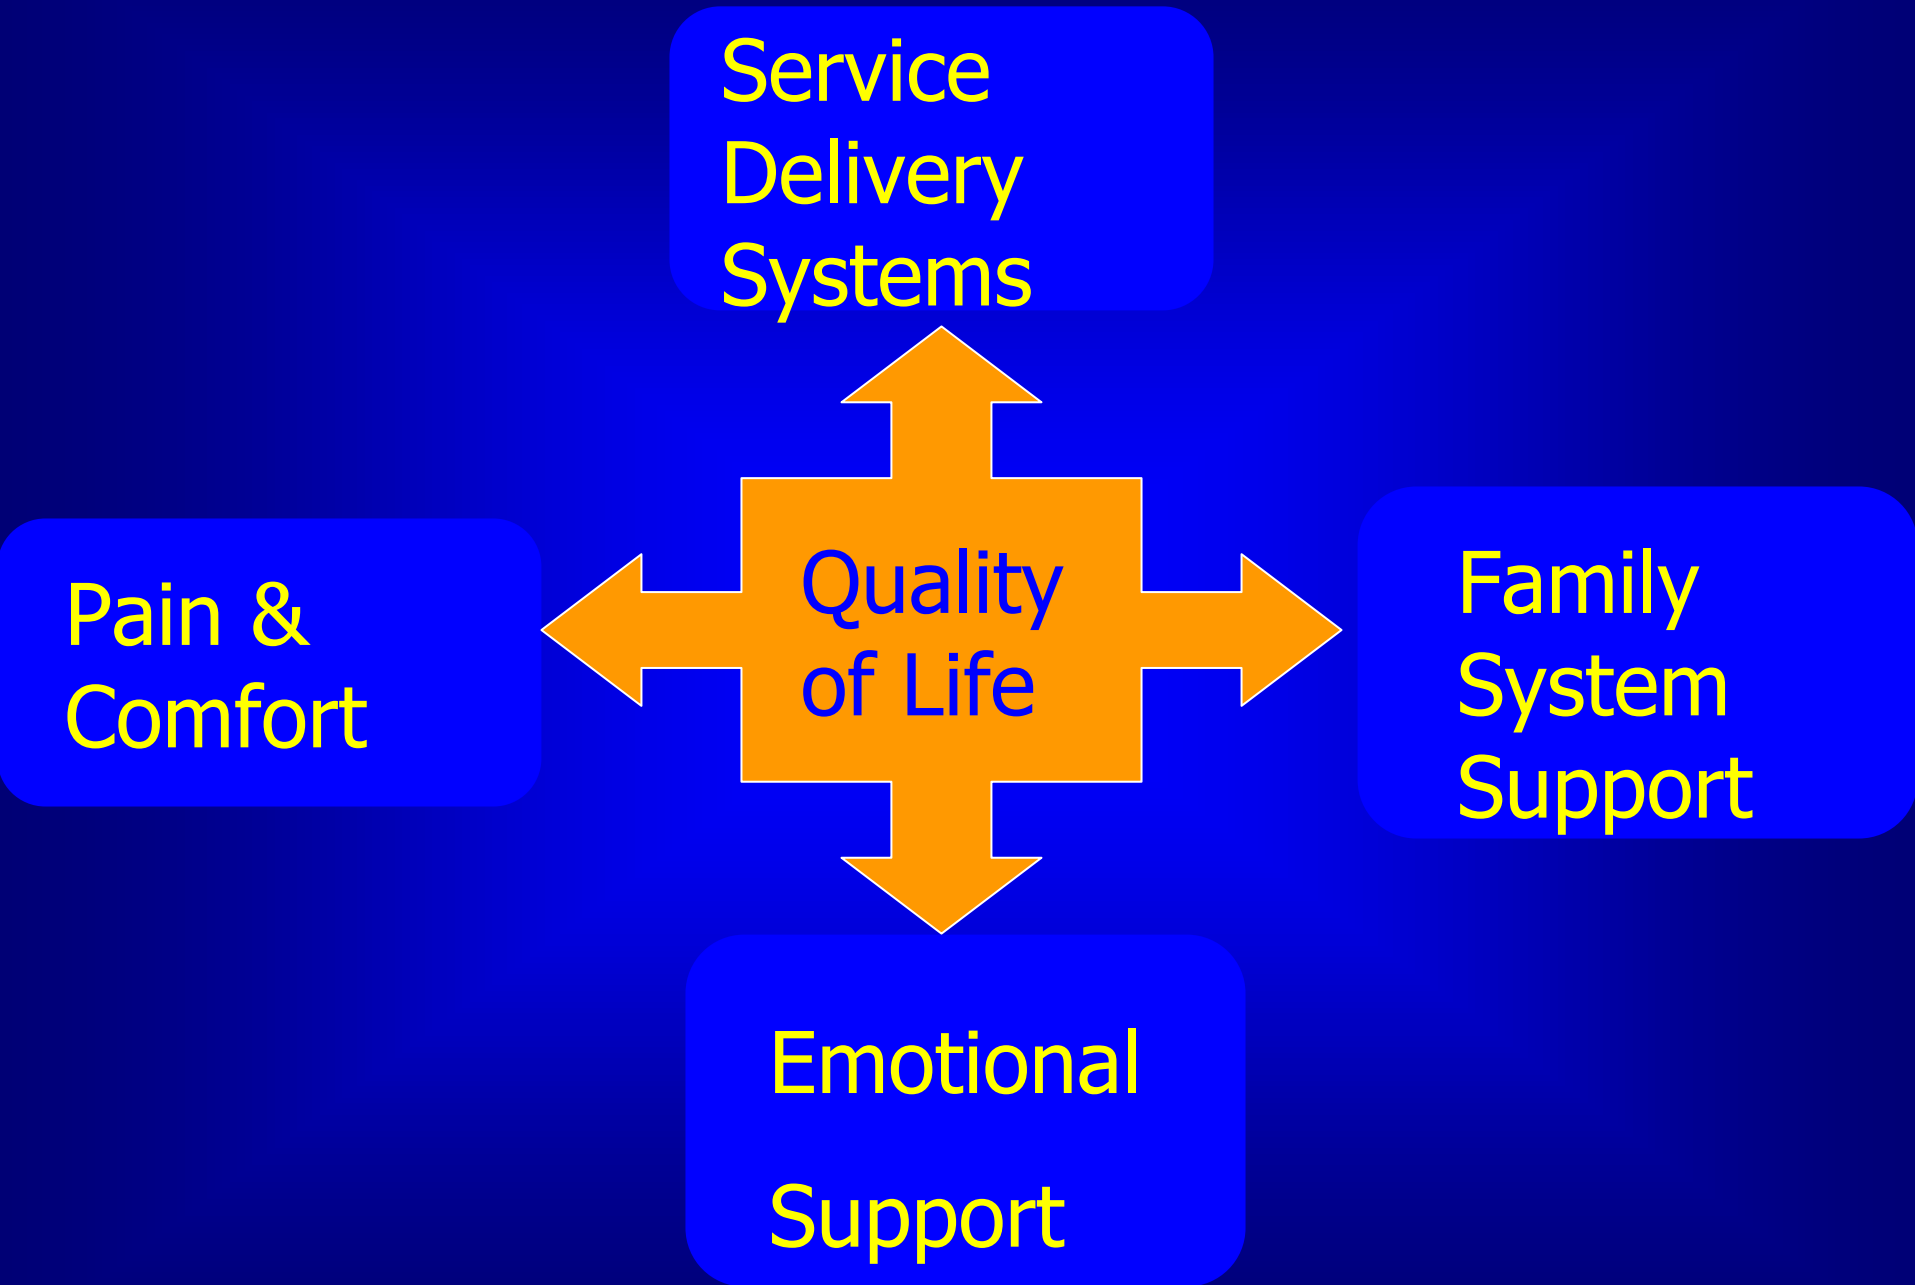 Service
Delivery
Systems
Pain &
Comfort
Quality
of Life
Family
System
Support
Emotional
Support